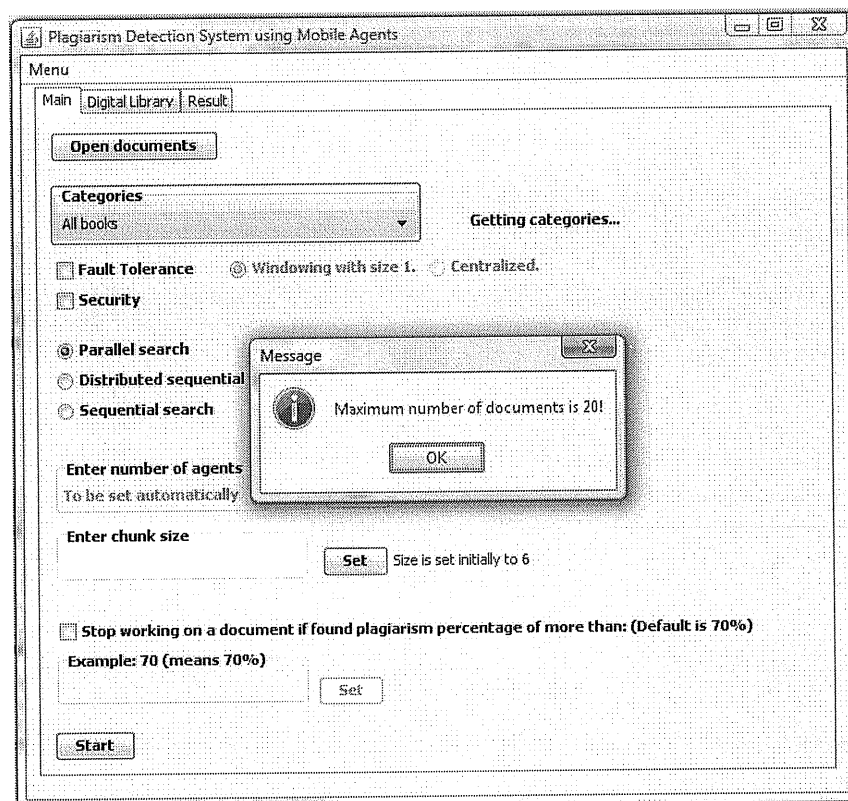 Plagiarism Detection System using Mobile Agents
Menu
Main Digital Library Result
Open documents
Categories
All books
Getting categories...
Fault Tolerance Windowing with size 1. Centralized.
Security
Parallel search
Distributed sequential
Sequential search
Message
Maximum number of documents is 20!
OK
Enter number of agents
To be set automatically
Enter chunk size
Set Size is set initially to 6
Stop working on a document if found plagiarism percentage of more than: (Default is 70%)
Example: 70 (means 70%)
Set
Start